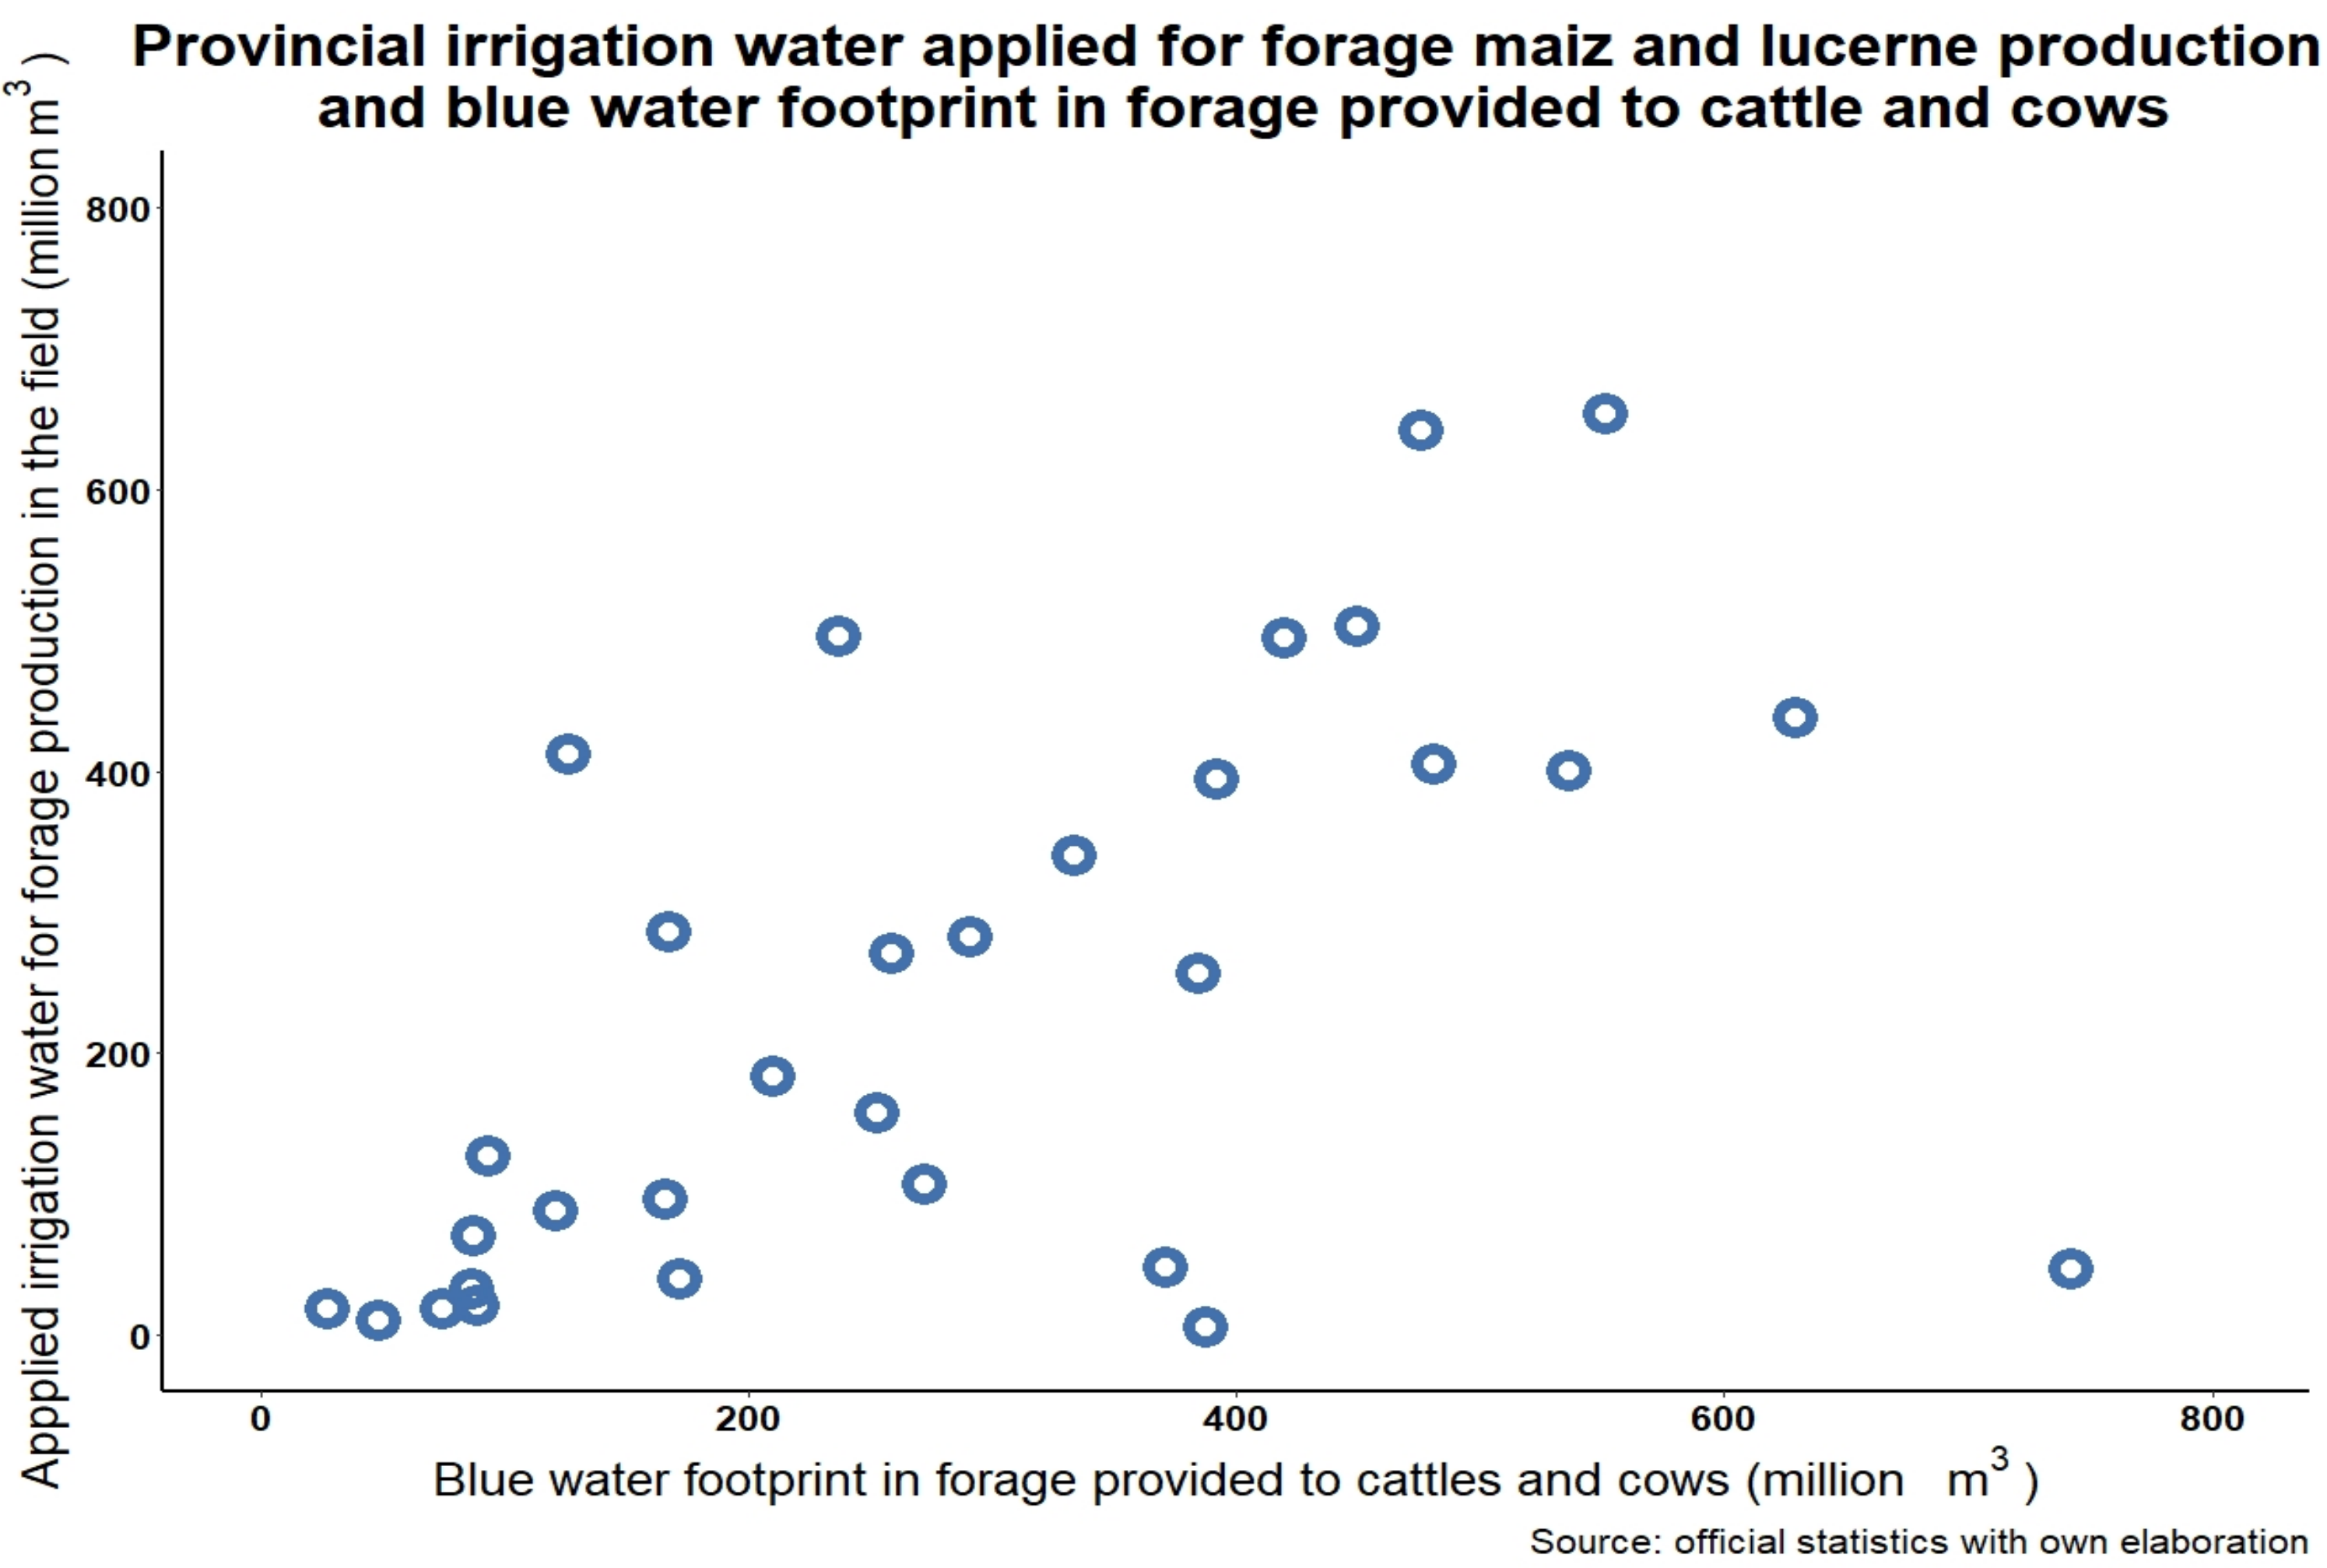 Provincial irrigation water applied for forage maiz and lucerne production
and blue water footprint in forage provided to cattle and cows
Applied irrigation water for forage production in the field (million m³)
800
600
400
200
0
0 200 400 600 800
Blue water footprint in forage provided to cattles and cows (million m³)
Source: official statistics with own elaboration